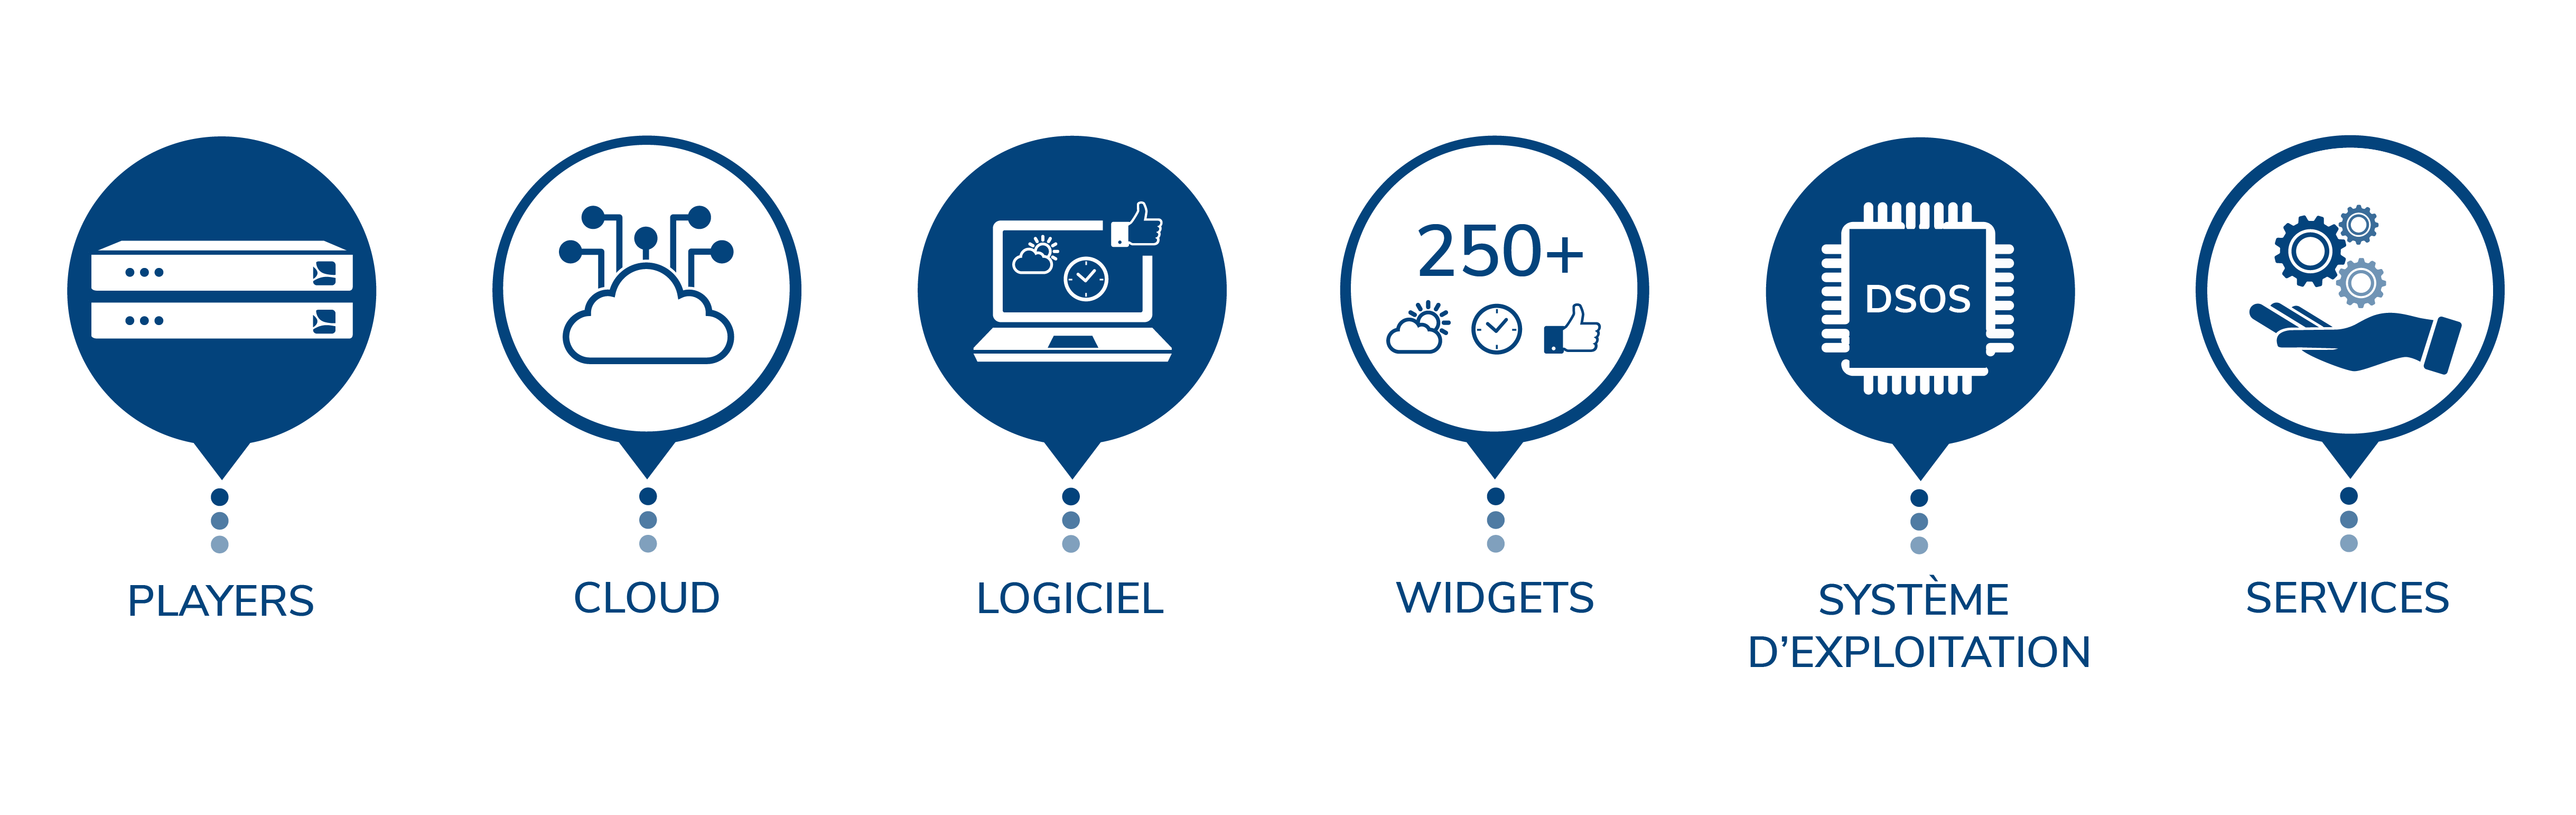 250+
DSOS
PLAYERS
CLOUD
LOGICIEL
WIDGETS
SYSTÈME
D’EXPLOITATION
SERVICES